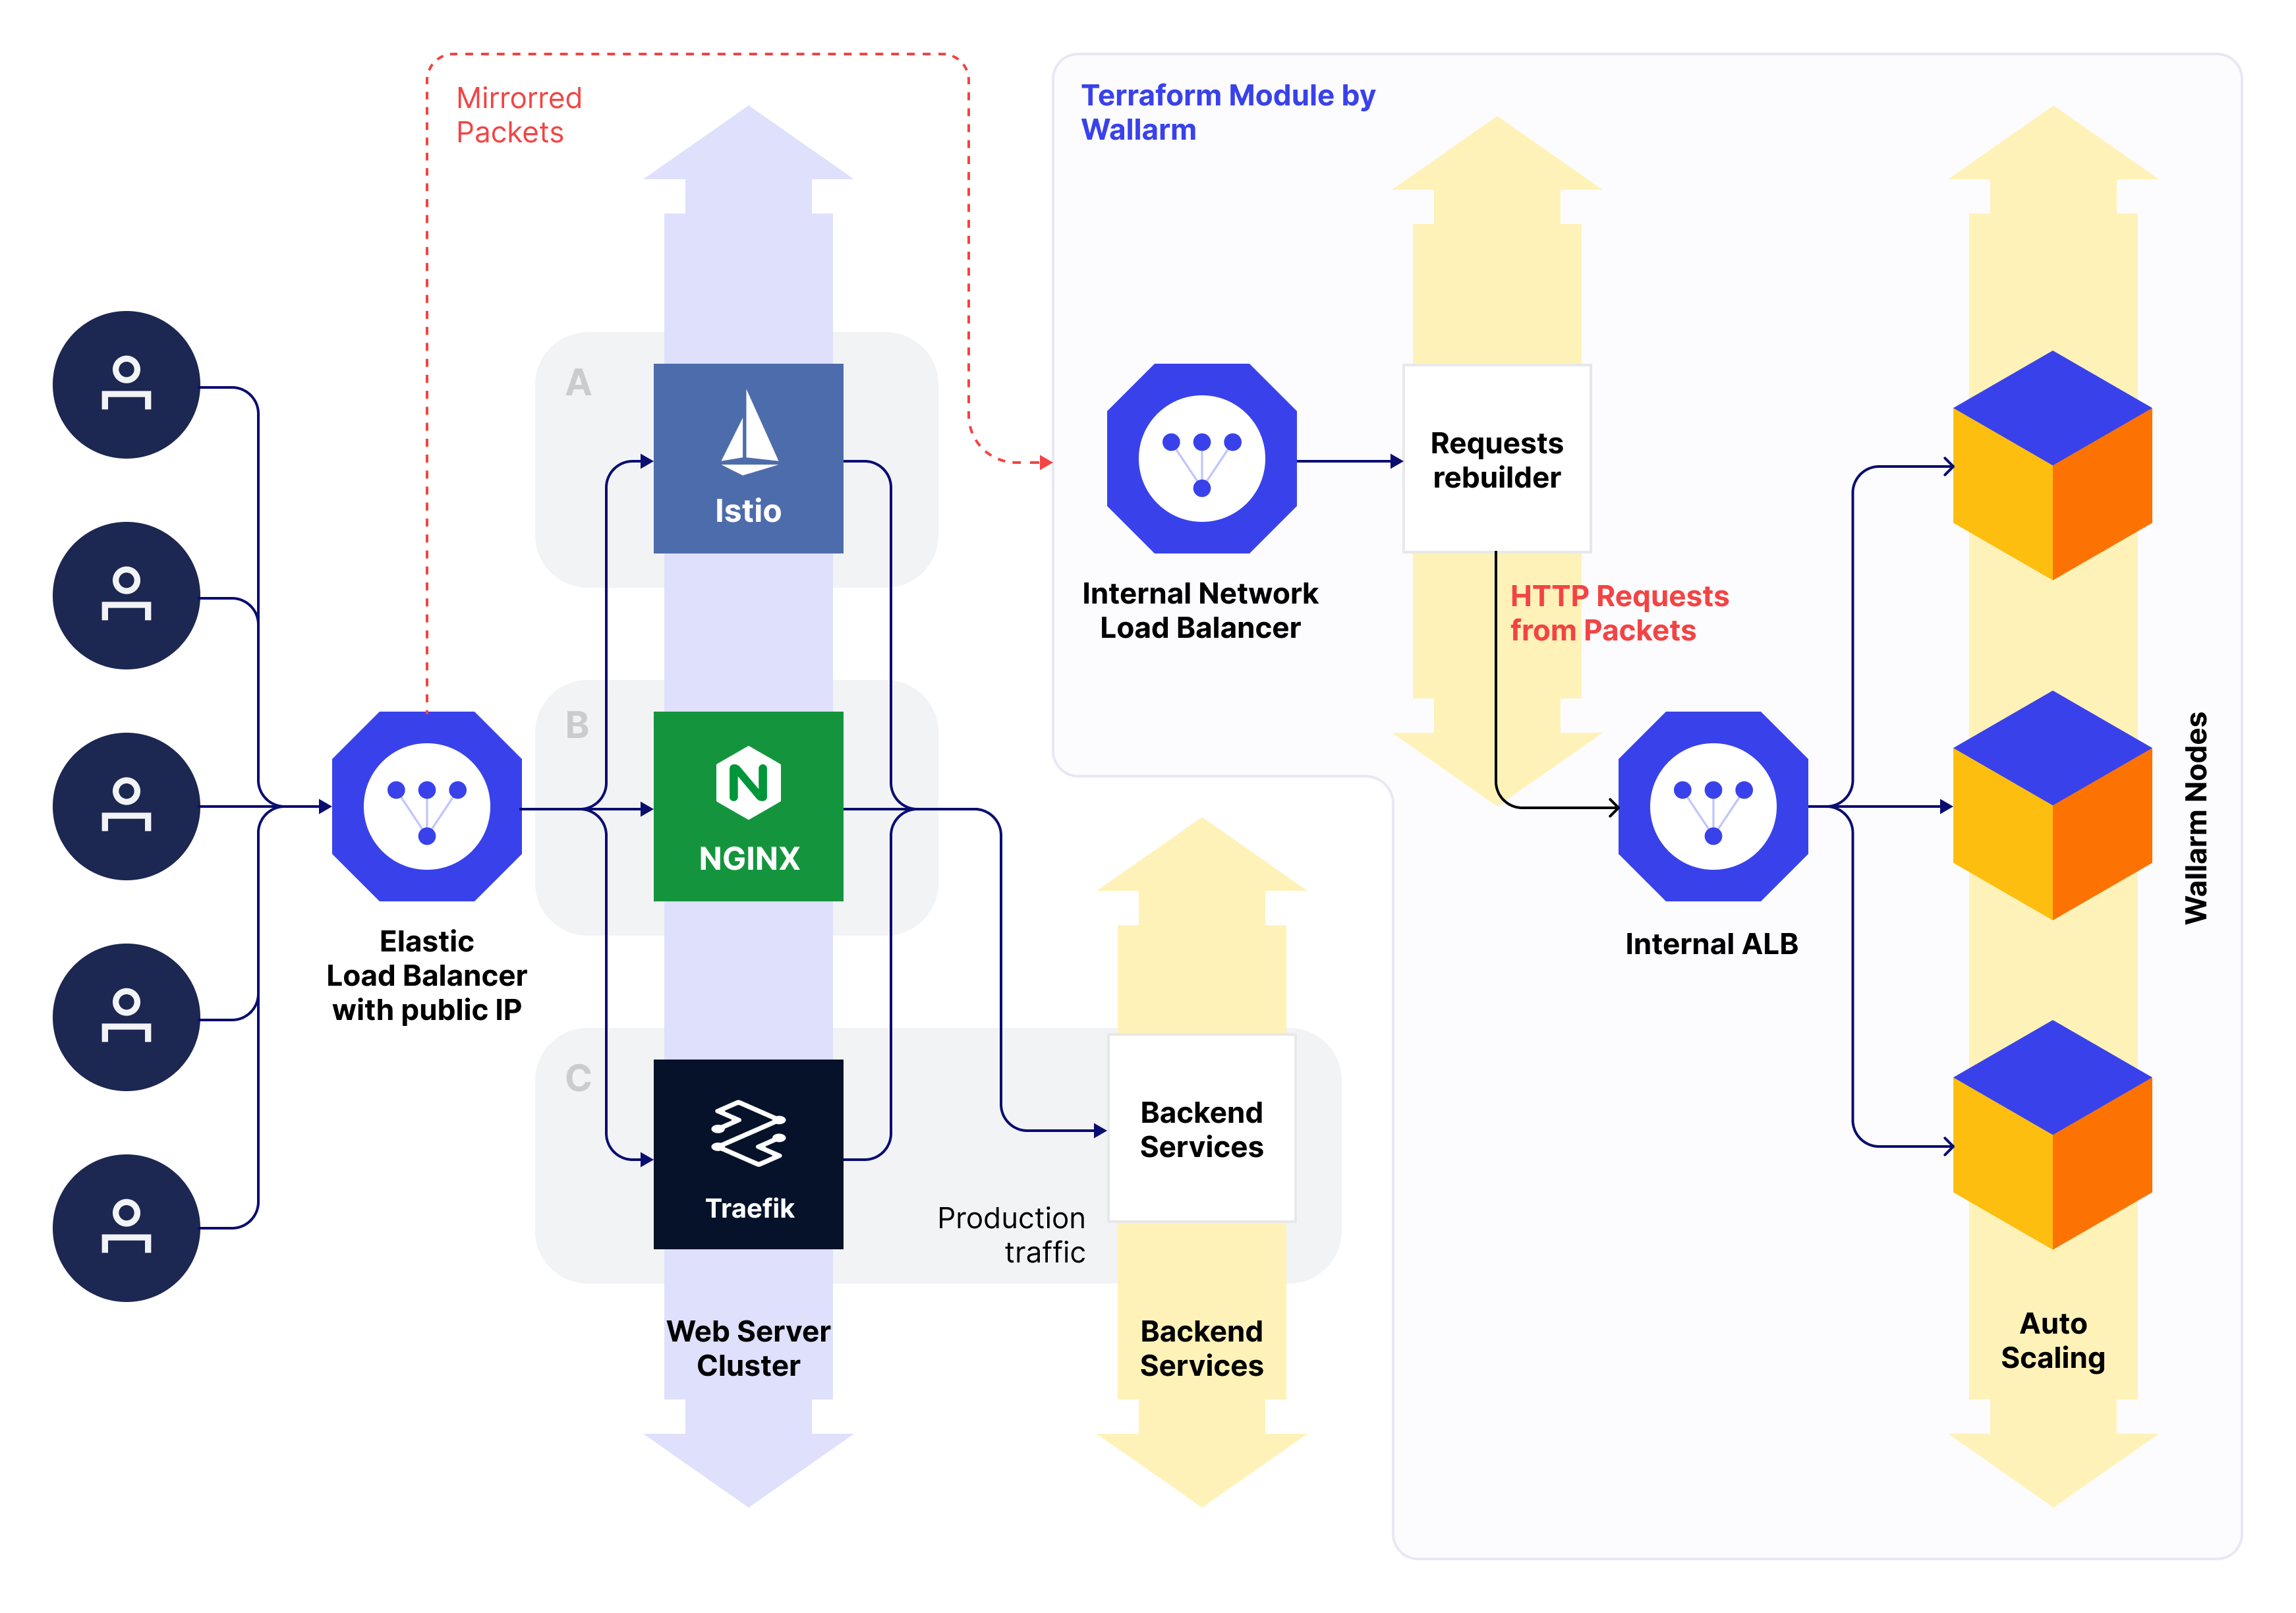 Mirrorred
Packets
Terraform Module by
Wallarm
A
Istio
Requests
rebuilder
Internal Network
Load Balancer
HTTP Requests
from Packets
B
NGINX
Elastic
Load Balancer
with public IP
Internal ALB
Wallarm Nodes
C
Traefik
Backend
Services
Production
traffic
Web Server
Cluster
Backend
Services
Auto
Scaling